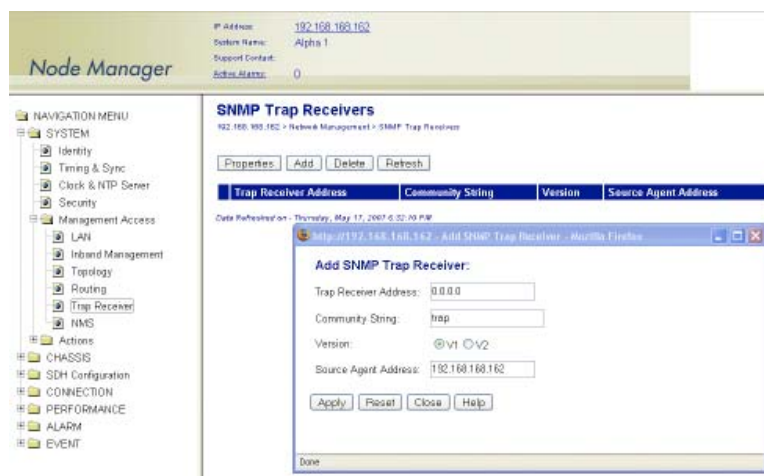 IP Address: 192.168.168.162
System Name: Alpha 1
Support Contact:
Active Alarms: 0
Node Manager
NAVIGATION MENU
SYSTEM
Identity
Timing & Sync
Clock & NTP Server
Security
Management Access
LAN
Inband Management
Topology
Routing
Trap Receiver
NMS
Actions
CHASSIS
SDH Configuration
CONNECTION
PERFORMANCE
ALARM
EVENT
SNMP Trap Receivers
192.168.168.162 > Network Management > SNMP Trap Receivers
Properties Add Delete Refresh
Trap Receiver Address Community String Version Source Agent Address
Data Refreshed on - Thursday, May 17, 2007 6:32:10 PM
http://192.168.168.162 - Add SNMP Trap Receiver - Mozilla Firefox
Add SNMP Trap Receiver:
Trap Receiver Address: 0.0.0.0
Community String: trap
Version: V1 V2
Source Agent Address: 192.168.168.162
Apply Reset Close Help
Done